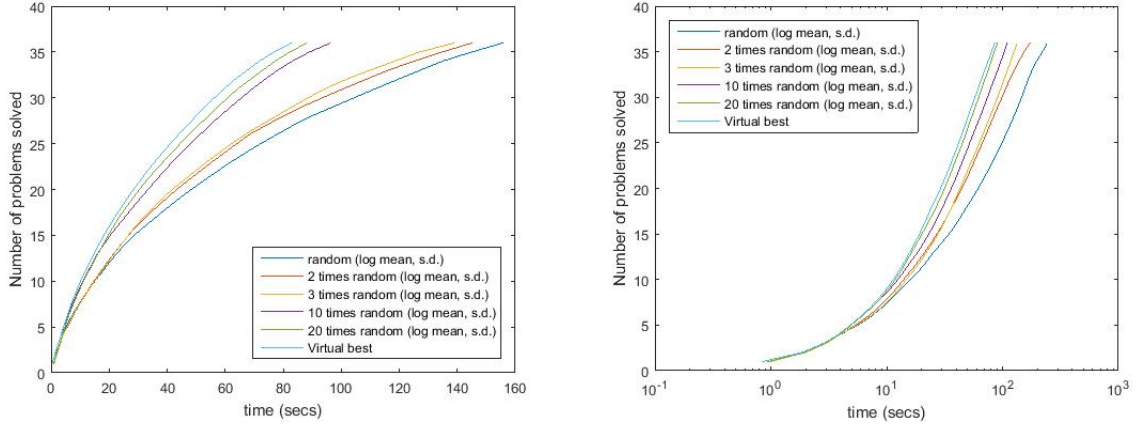 40
35
30
25
20
15
10
5
0
Number of problems solved
random (log mean, s.d.)
2 times random (log mean, s.d.)
3 times random (log mean, s.d.)
10 times random (log mean, s.d.)
20 times random (log mean, s.d.)
Virtual best
0 20 40 60 80 100 120 140 160
time (secs)
40
35
30
25
20
15
10
5
0
Number of problems solved
random (log mean, s.d.)
2 times random (log mean, s.d.)
3 times random (log mean, s.d.)
10 times random (log mean, s.d.)
20 times random (log mean, s.d.)
Virtual best
10⁻¹ 10⁰ 10¹ 10² 10³
time (secs)